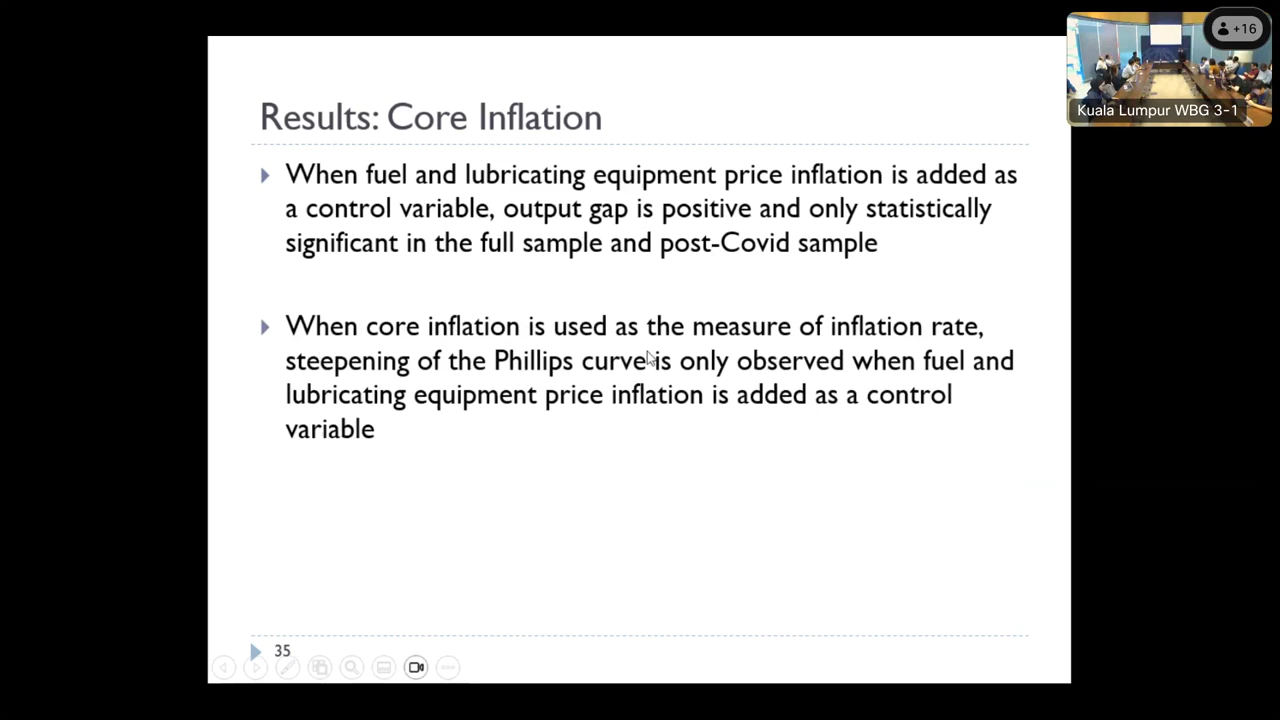 +16
Kuala Lumpur WBG 3-1
Results: Core Inflation
When fuel and lubricating equipment price inflation is added as
a control variable, output gap is positive and only statistically
significant in the full sample and post-Covid sample
When core inflation is used as the measure of inflation rate,
steepening of the Phillips curve is only observed when fuel and
lubricating equipment price inflation is added as a control
variable
35